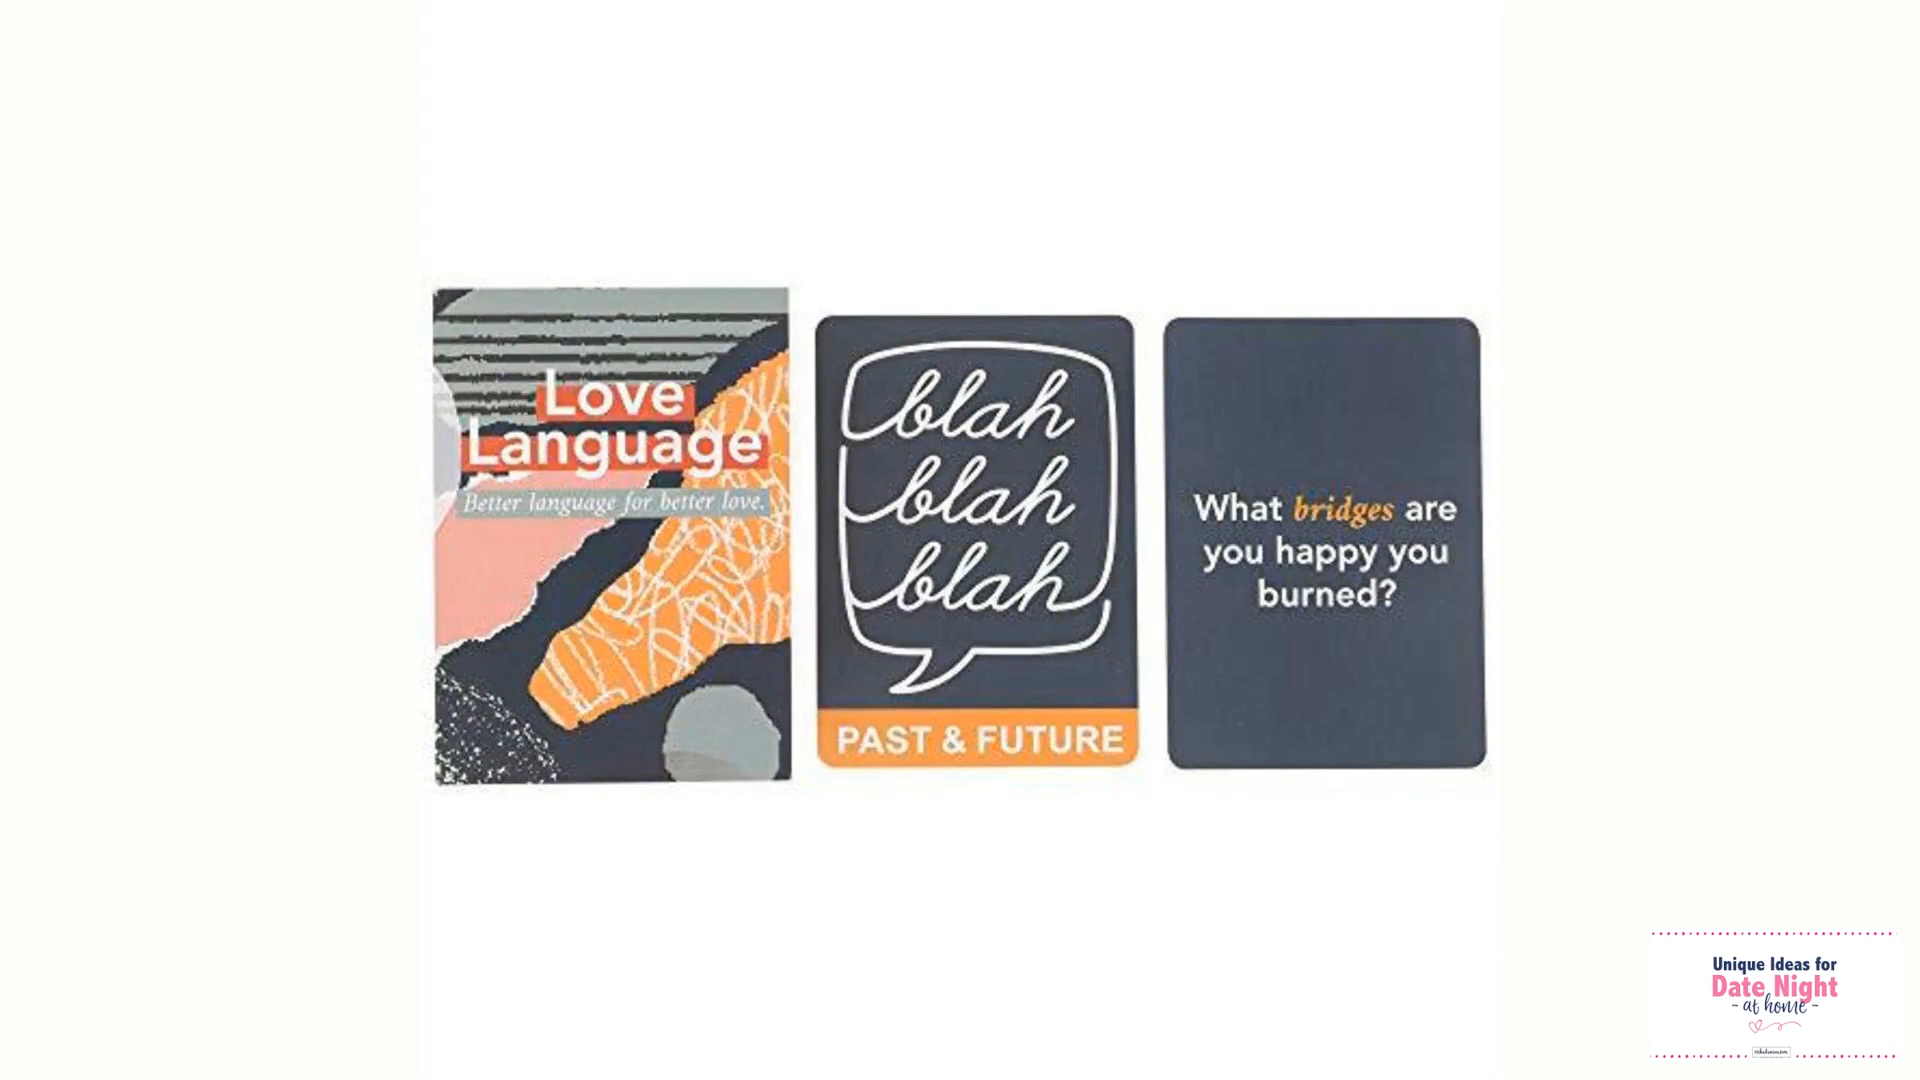 Love
Language
Better language for better love.
blah
blah
blah
PAST & FUTURE
What bridges are
you happy you
burned?
Unique Ideas for
Date Night
- at home -